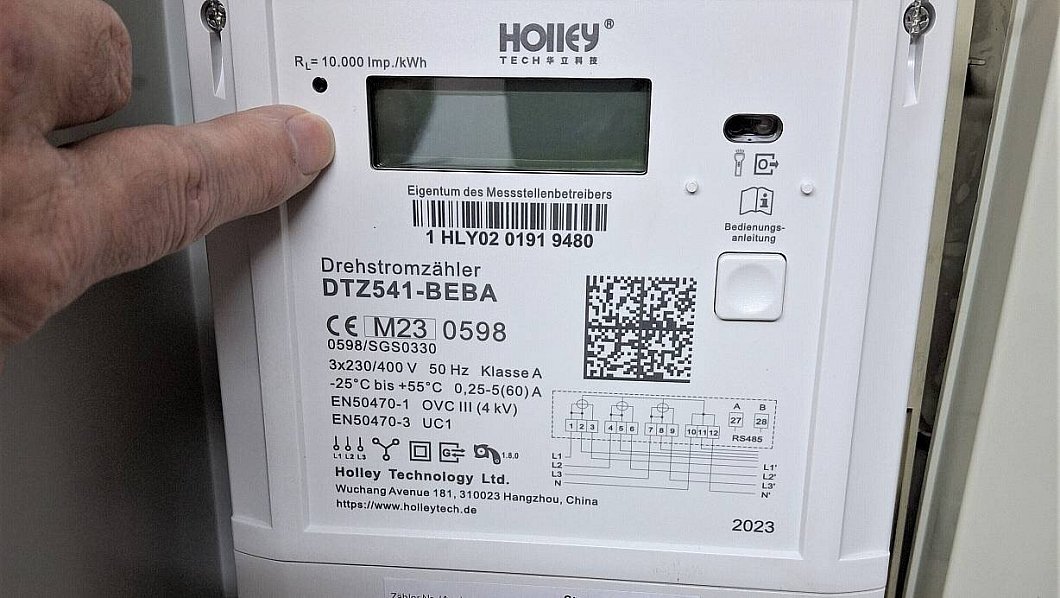 HOLLEY®
TECH 华立科技
RL= 10.000 Imp./kWh
Eigentum des Messstellenbetreibers
1 HLY02 0191 9480
Bedienungs-
anleitung
Drehstromzähler
DTZ541-BEBA
CE M23 0598
0598/SGS0330
3x230/400 V 50 Hz Klasse A
-25°C bis +55°C 0,25-5(60) A
EN50470-1 OVC III (4 kV)
EN50470-3 UC1
L1 L2 L3
1.8.0
1 2 3 4 5 6 7 8 9 10 11 12
A B
27 28
RS485
L1 L1'
L2 L2'
L3 L3'
N N'
Holley Technology Ltd.
Wuchang Avenue 181, 310023 Hangzhou, China
https://www.holleytech.de
2023